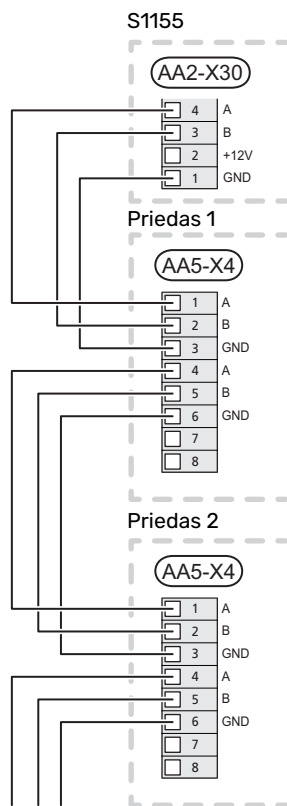 S1155
AA2-X30
4 A
3 B
2 +12V
1 GND
Priedas 1
AA5-X4
1 A
2 B
3 GND
4 A
5 B
6 GND
7
8
Priedas 2
AA5-X4
1 A
2 B
3 GND
4 A
5 B
6 GND
7
8